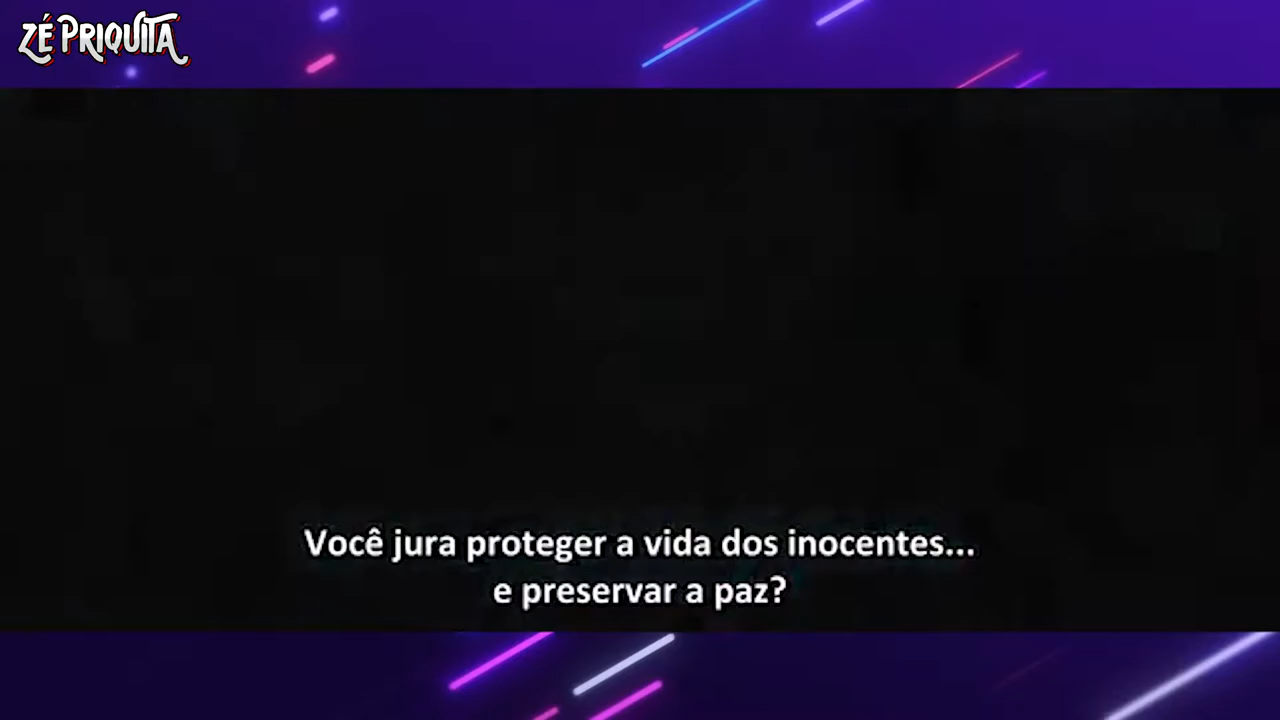 ZÉ PRIQUITA
Você jura proteger a vida dos inocentes...
e preservar a paz?